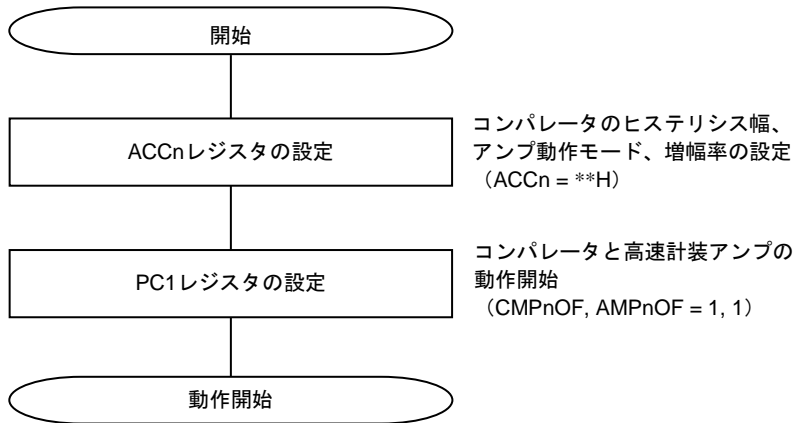 開始
ACCnレジスタの設定
コンパレータのヒステリシス幅、
アンプ動作モード、増幅率の設定
（ACCn = **H）
PC1レジスタの設定
コンパレータと高速計装アンプの
動作開始
（CMPnOF, AMPnOF = 1, 1）
動作開始